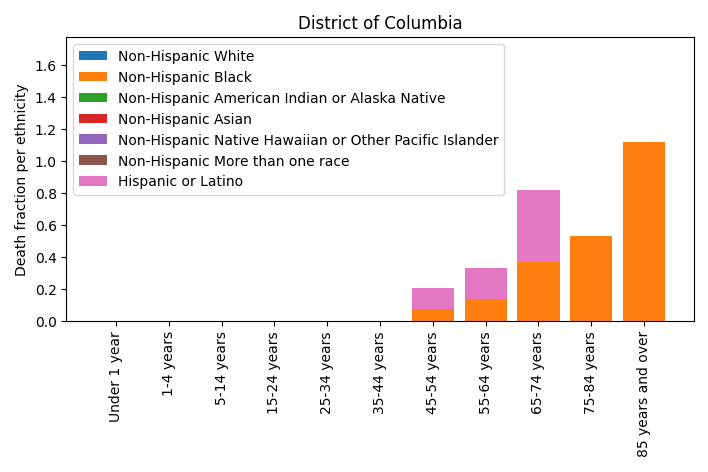 District of Columbia
Non-Hispanic White
Non-Hispanic Black
Non-Hispanic American Indian or Alaska Native
Non-Hispanic Asian
Non-Hispanic Native Hawaiian or Other Pacific Islander
Non-Hispanic More than one race
Hispanic or Latino
Death fraction per ethnicity
1.6
1.4
1.2
1.0
0.8
0.6
0.4
0.2
0.0
Under 1 year
1-4 years
5-14 years
15-24 years
25-34 years
35-44 years
45-54 years
55-64 years
65-74 years
75-84 years
85 years and over